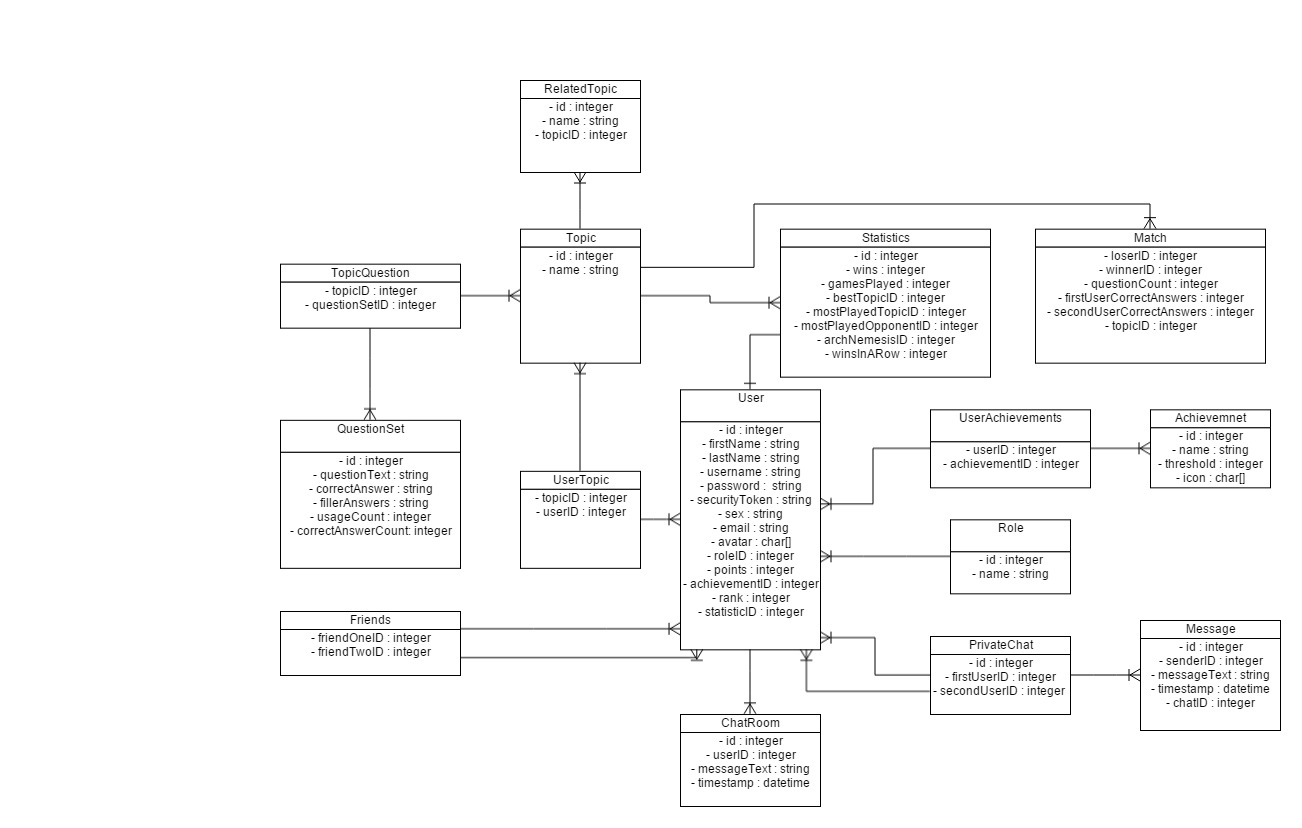 RelatedTopic
- id : integer
- name : string
- topicID : integer
Topic
- id : integer
- name : string
Statistics
- id : integer
- wins : integer
- gamesPlayed : integer
- bestTopicID : integer
- mostPlayedTopicID : integer
- mostPlayedOpponentID : integer
- archNemesisID : integer
- winsInARow : integer
Match
- loserID : integer
- winnerID : integer
- questionCount : integer
- firstUserCorrectAnswers : integer
- secondUserCorrectAnswers : integer
- topicID : integer
TopicQuestion
- topicID : integer
- questionSetID : integer
QuestionSet
- id : integer
- questionText : string
- correctAnswer : string
- fillerAnswers : string
- usageCount : integer
- correctAnswerCount: integer
UserTopic
- topicID : integer
- userID : integer
User
- id : integer
- firstName : string
- lastName : string
- username : string
- password :  string
- securityToken : string
- sex : string
- email : string
- avatar : char[]
- roleID : integer
- points : integer
- achievementID : integer
- rank : integer
- statisticID : integer
UserAchievements
- userID : integer
- achievementID : integer
Achievemnet
- id : integer
- name : string
- threshold : integer
- icon : char[]
Role
- id : integer
- name : string
Friends
- friendOneID : integer
- friendTwoID : integer
PrivateChat
- id : integer
- firstUserID : integer
- secondUserID : integer
Message
- id : integer
- senderID : integer
- messageText : string
- timestamp : datetime
- chatID : integer
ChatRoom
- id : integer
- userID : integer
- messageText : string
- timestamp : datetime